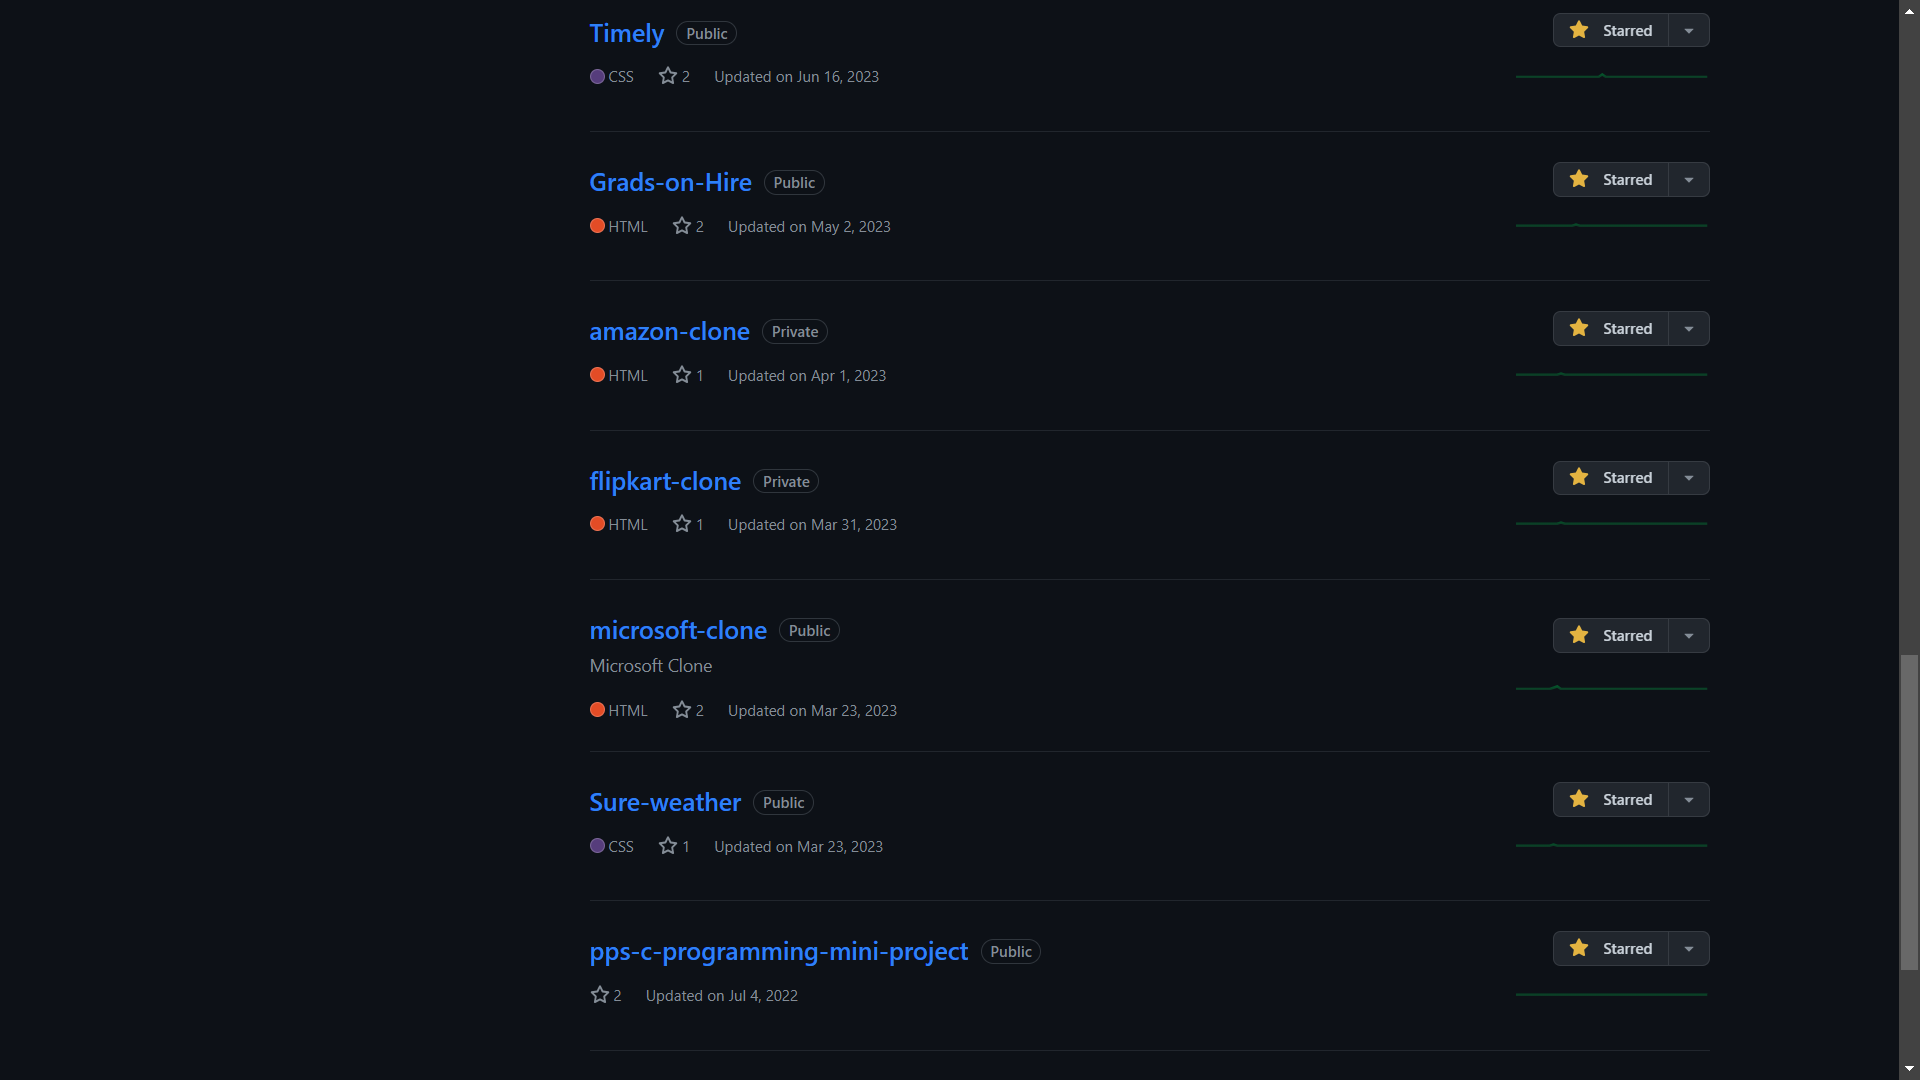 Timely Public Starred
CSS 2 Updated on Jun 16, 2023
Grads-on-Hire Public Starred
HTML 2 Updated on May 2, 2023
amazon-clone Private Starred
HTML 1 Updated on Apr 1, 2023
flipkart-clone Private Starred
HTML 1 Updated on Mar 31, 2023
microsoft-clone Public Starred
Microsoft Clone
HTML 2 Updated on Mar 23, 2023
Sure-weather Public Starred
CSS 1 Updated on Mar 23, 2023
pps-c-programming-mini-project Public Starred
2 Updated on Jul 4, 2022